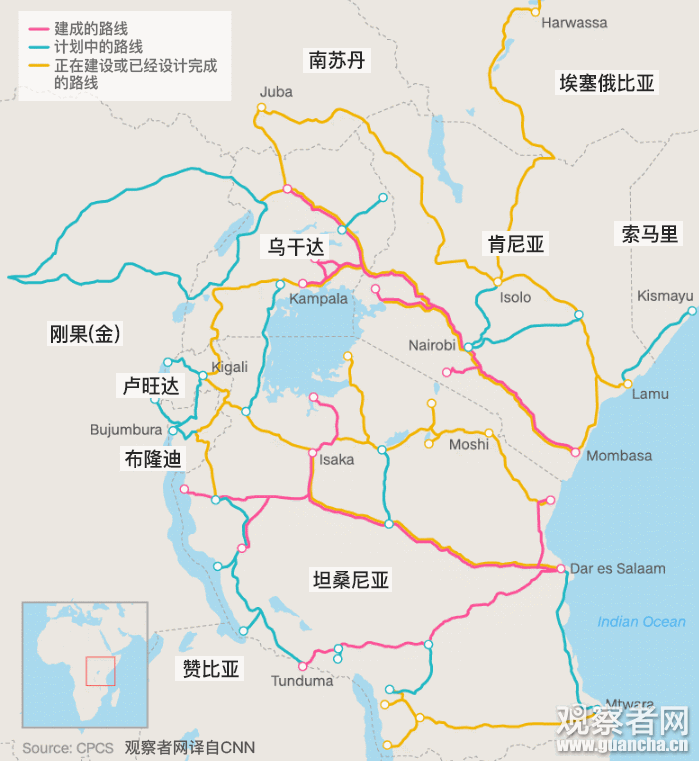 建成的路线
计划中的路线
正在建设或已经设计完成
的路线
Harwassa
南苏丹
埃塞俄比亚
Juba
索马里
乌干达
肯尼亚
Isolo
Kismayu
Kampala
刚果(金)
Nairobi
Kigali
卢旺达
Lamu
Bujumbura
Moshi
布隆迪
Isaka
Mombasa
Dar es Salaam
坦桑尼亚
Indian Ocean
赞比亚
Tunduma
Mtwara
观察者网
Source: CPCS 观察者网译自CNN
www.guancha.cn